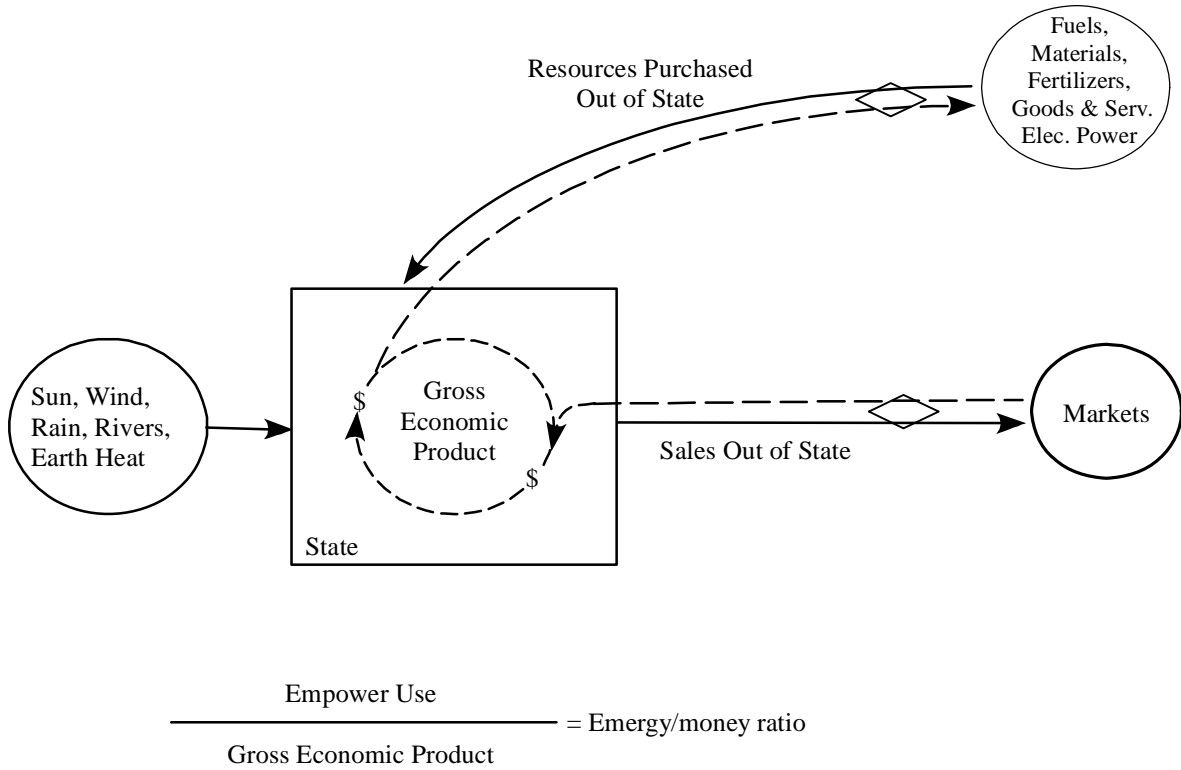 Fuels,
Materials,
Fertilizers,
Goods & Serv.
Elec. Power
Resources Purchased
Out of State
Sun, Wind,
Rain, Rivers,
Earth Heat
$
Gross
Economic
Product
$
State
Markets
Sales Out of State
Empower Use
Gross Economic Product
= Emergy/money ratio